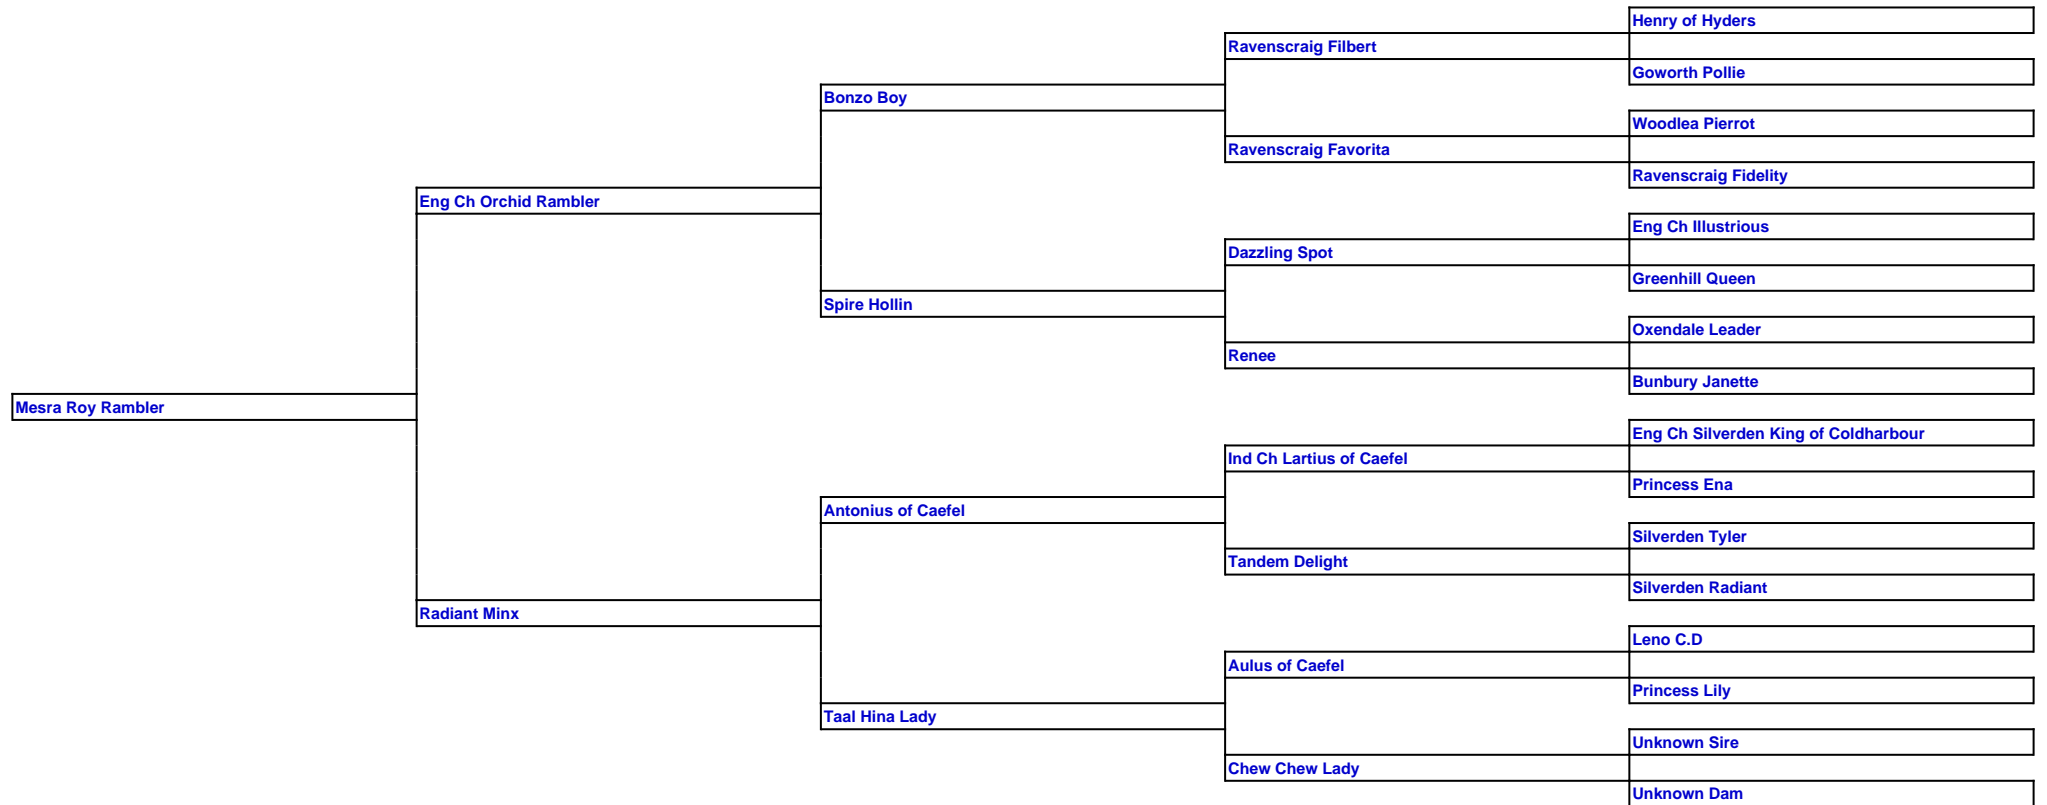 Henry of Hyders
Ravenscraig Filbert
Goworth Pollie
Bonzo Boy
Woodlea Pierrot
Ravenscraig Favorita
Ravenscraig Fidelity
Eng Ch Orchid Rambler
Eng Ch Illustrious
Dazzling Spot
Greenhill Queen
Spire Hollin
Oxendale Leader
Renee
Bunbury Janette
Mesra Roy Rambler
Eng Ch Silverden King of Coldharbour
Ind Ch Lartius of Caefel
Princess Ena
Antonius of Caefel
Silverden Tyler
Tandem Delight
Silverden Radiant
Radiant Minx
Leno C.D
Aulus of Caefel
Princess Lily
Taal Hina Lady
Unknown Sire
Chew Chew Lady
Unknown Dam